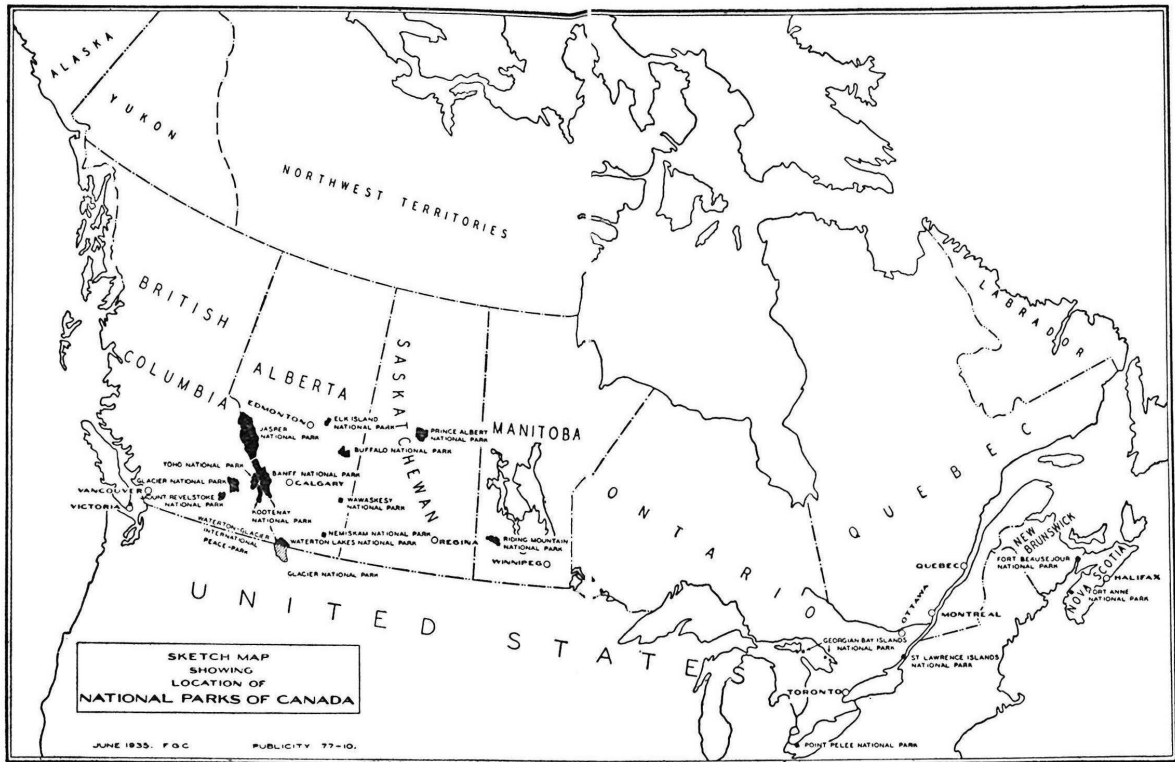 ALASKA
YUKON
NORTHWEST TERRITORIES
BRITISH
COLUMBIA
ALBERTA
SASKATCHEWAN
MANITOBA
ONTARIO
QUEBEC
LABRADOR
NEW
BRUNSWICK
NOVA SCOTIA
EDMONTON
JASPER
NATIONAL PARK
ELK ISLAND
NATIONAL PARK
PRINCE ALBERT
NATIONAL PARK
BUFFALO NATIONAL PARK
YOHO NATIONAL PARK
BANFF NATIONAL PARK
CALGARY
GLACIER NATIONAL PARK
MOUNT REVELSTOKE
NATIONAL PARK
VANCOUVER
VICTORIA
KOOTENAY
NATIONAL PARK
WAWASKESY
NATIONAL PARK
NEMISKAM NATIONAL PARK
WATERTON-GLACIER
INTERNATIONAL
PEACE-PARK
WATERTON LAKES NATIONAL PARK
GLACIER NATIONAL PARK
REGINA
RIDING MOUNTAIN
NATIONAL PARK
WINNIPEG
UNITED STATES
QUEBEC
OTTAWA
MONTREAL
FORT BEAUSEJOUR
NATIONAL PARK
HALIFAX
FORT ANNE
NATIONAL PARK
GEORGIAN BAY ISLANDS
NATIONAL PARK
ST LAWRENCE ISLANDS
NATIONAL PARK
TORONTO
POINT PELEE NATIONAL PARK
SKETCH MAP
SHOWING
LOCATION OF
NATIONAL PARKS OF CANADA
JUNE 1935. F G C PUBLICITY 77-10.